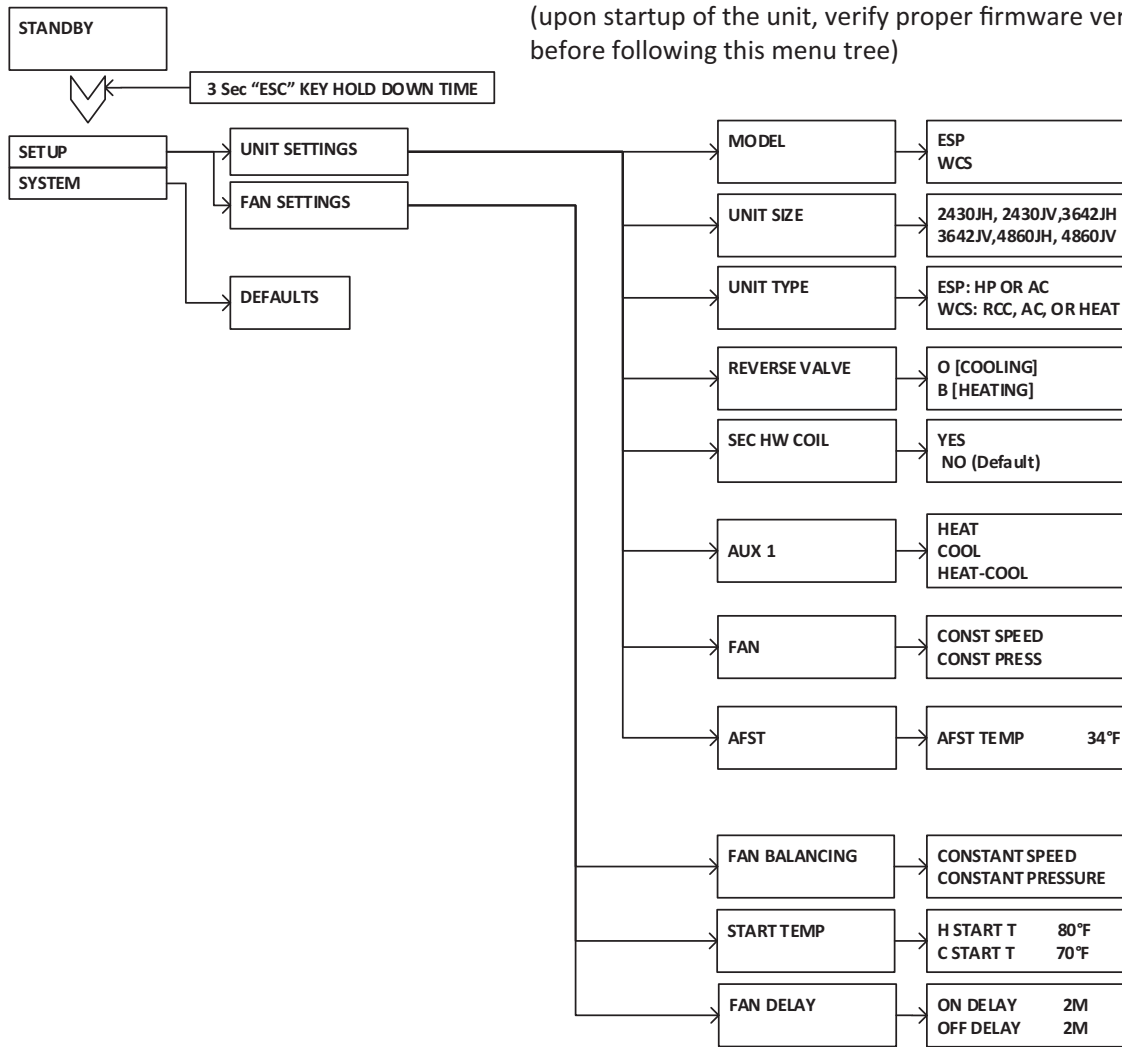 (upon startup of the unit, verify proper firmware
before following this menu tree)
STANDBY
3 Sec “ESC” KEY HOLD DOWN TIME
SETUP
SYSTEM
UNIT SETTINGS
FAN SETTINGS
DEFAULTS
MODEL
ESP
WCS
UNIT SIZE
2430JH, 2430JV,3642JH
3642JV,4860JH, 4860JV
UNIT TYPE
ESP: HP OR AC
WCS: RCC, AC, OR HEAT
REVERSE VALVE
O [COOLING]
B [HEATING]
SEC HW COIL
YES
NO (Default)
AUX 1
HEAT
COOL
HEAT-COOL
FAN
CONST SPEED
CONST PRESS
AFST
AFST TEMP 34°F
FAN BALANCING
CONSTANT SPEED
CONSTANT PRESSURE
START TEMP
H START T 80°F
C START T 70°F
FAN DELAY
ON DELAY 2M
OFF DELAY 2M